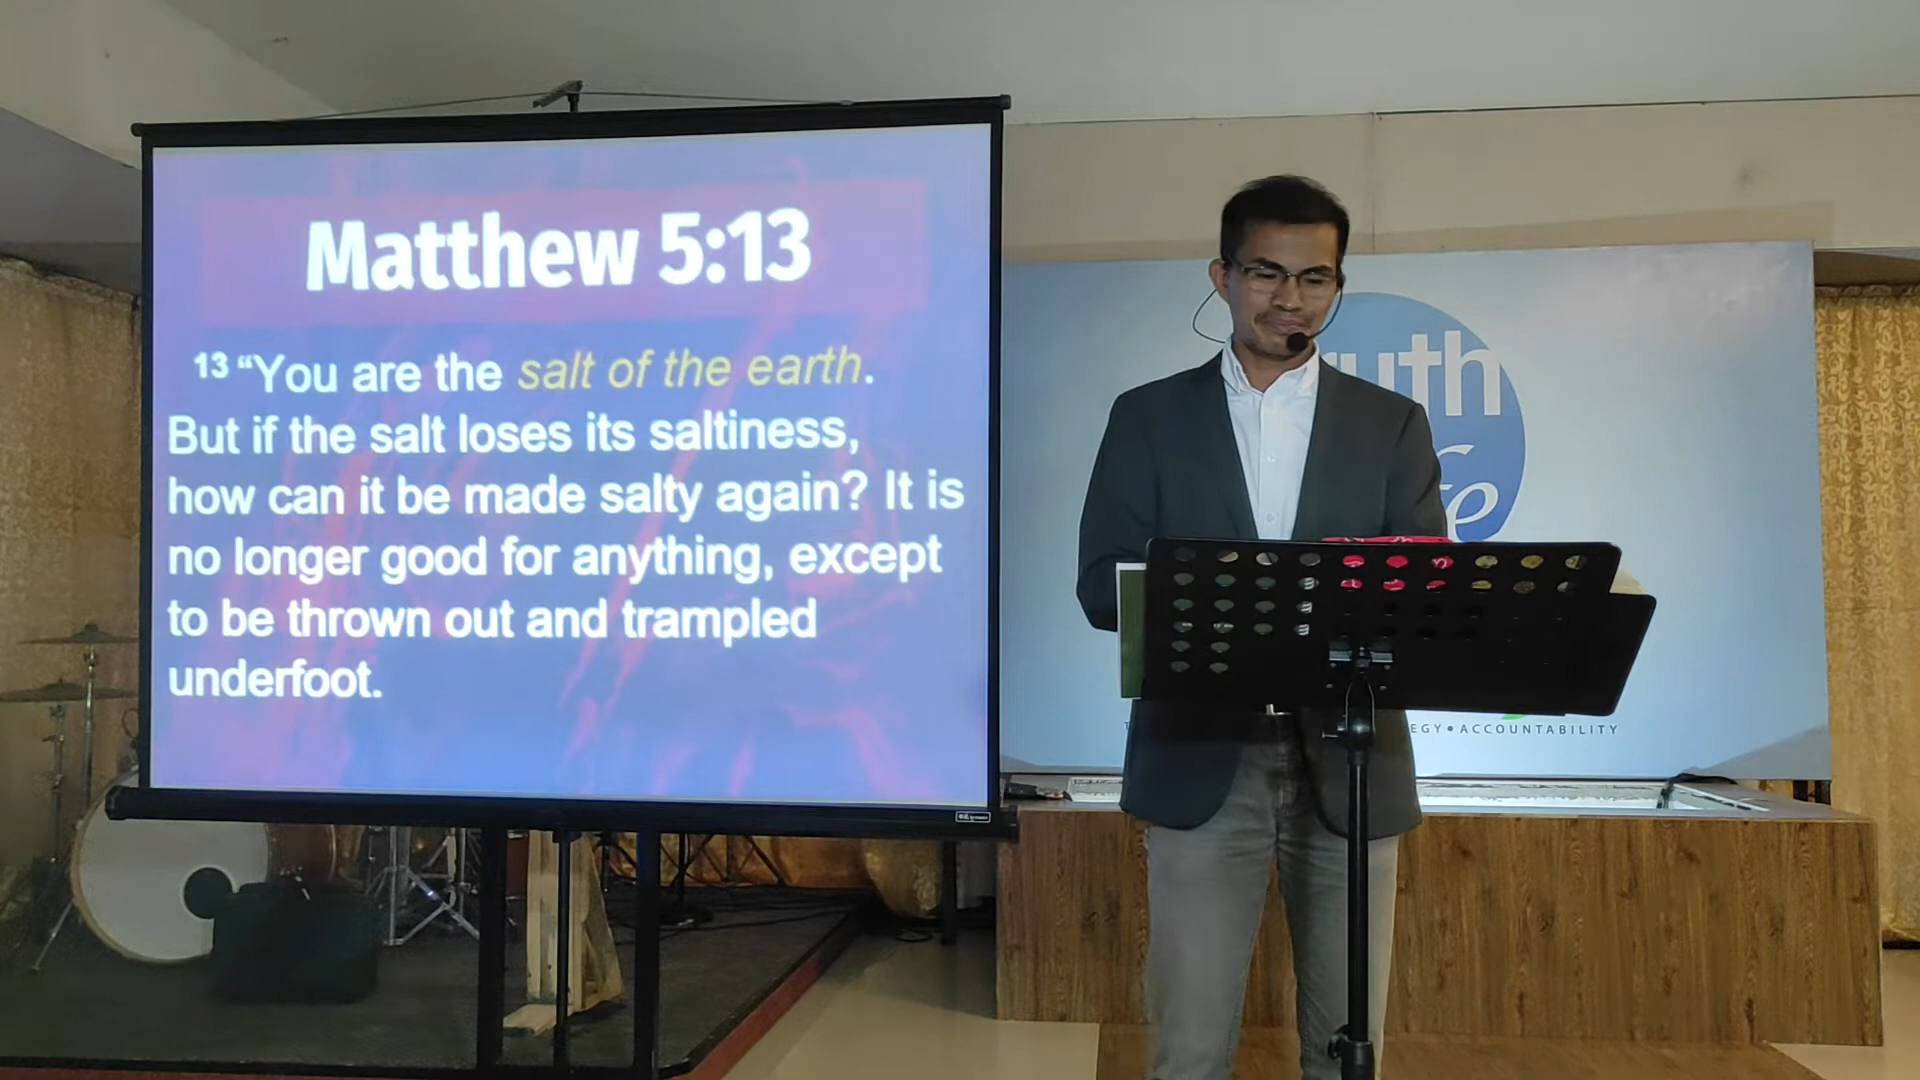 Matthew 5:13
13 “You are the salt of the earth.
But if the salt loses its saltiness,
how can it be made salty again? It is
no longer good for anything, except
to be thrown out and trampled
underfoot.
uth
EGY•ACCOUNTABILITY